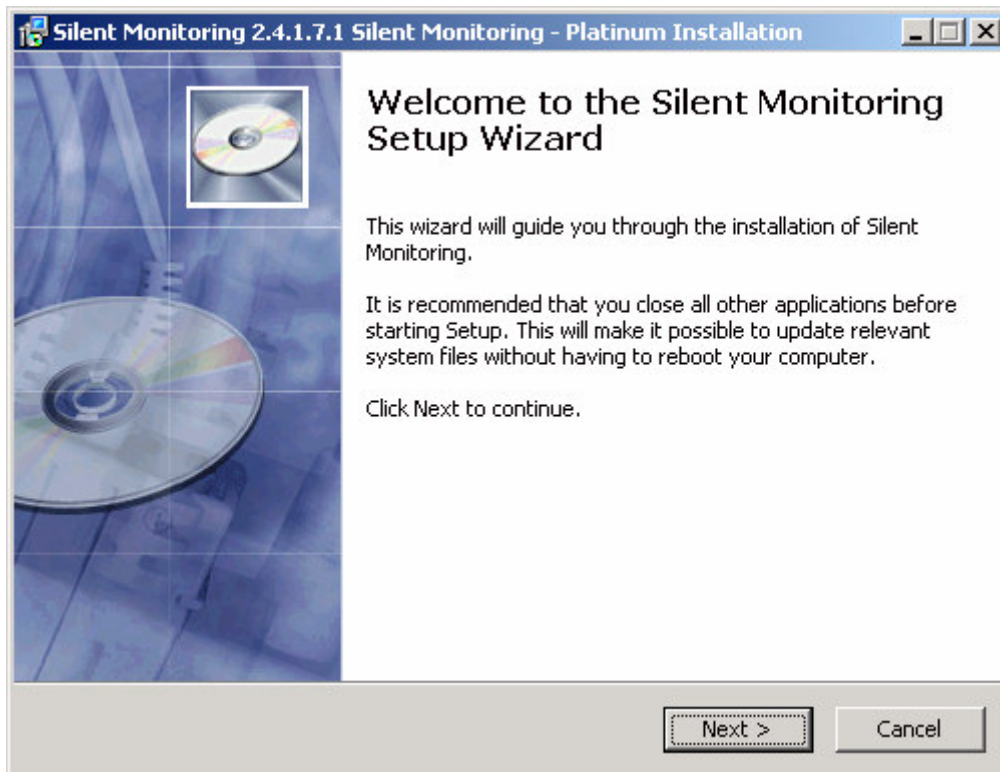 Silent Monitoring 2.4.1.7.1 Silent Monitoring - Platinum Installation
Welcome to the Silent Monitoring
Setup Wizard
This wizard will guide you through the installation of Silent
Monitoring.
It is recommended that you close all other applications before
starting Setup. This will make it possible to update relevant
system files without having to reboot your computer.
Click Next to continue.
Next >
Cancel